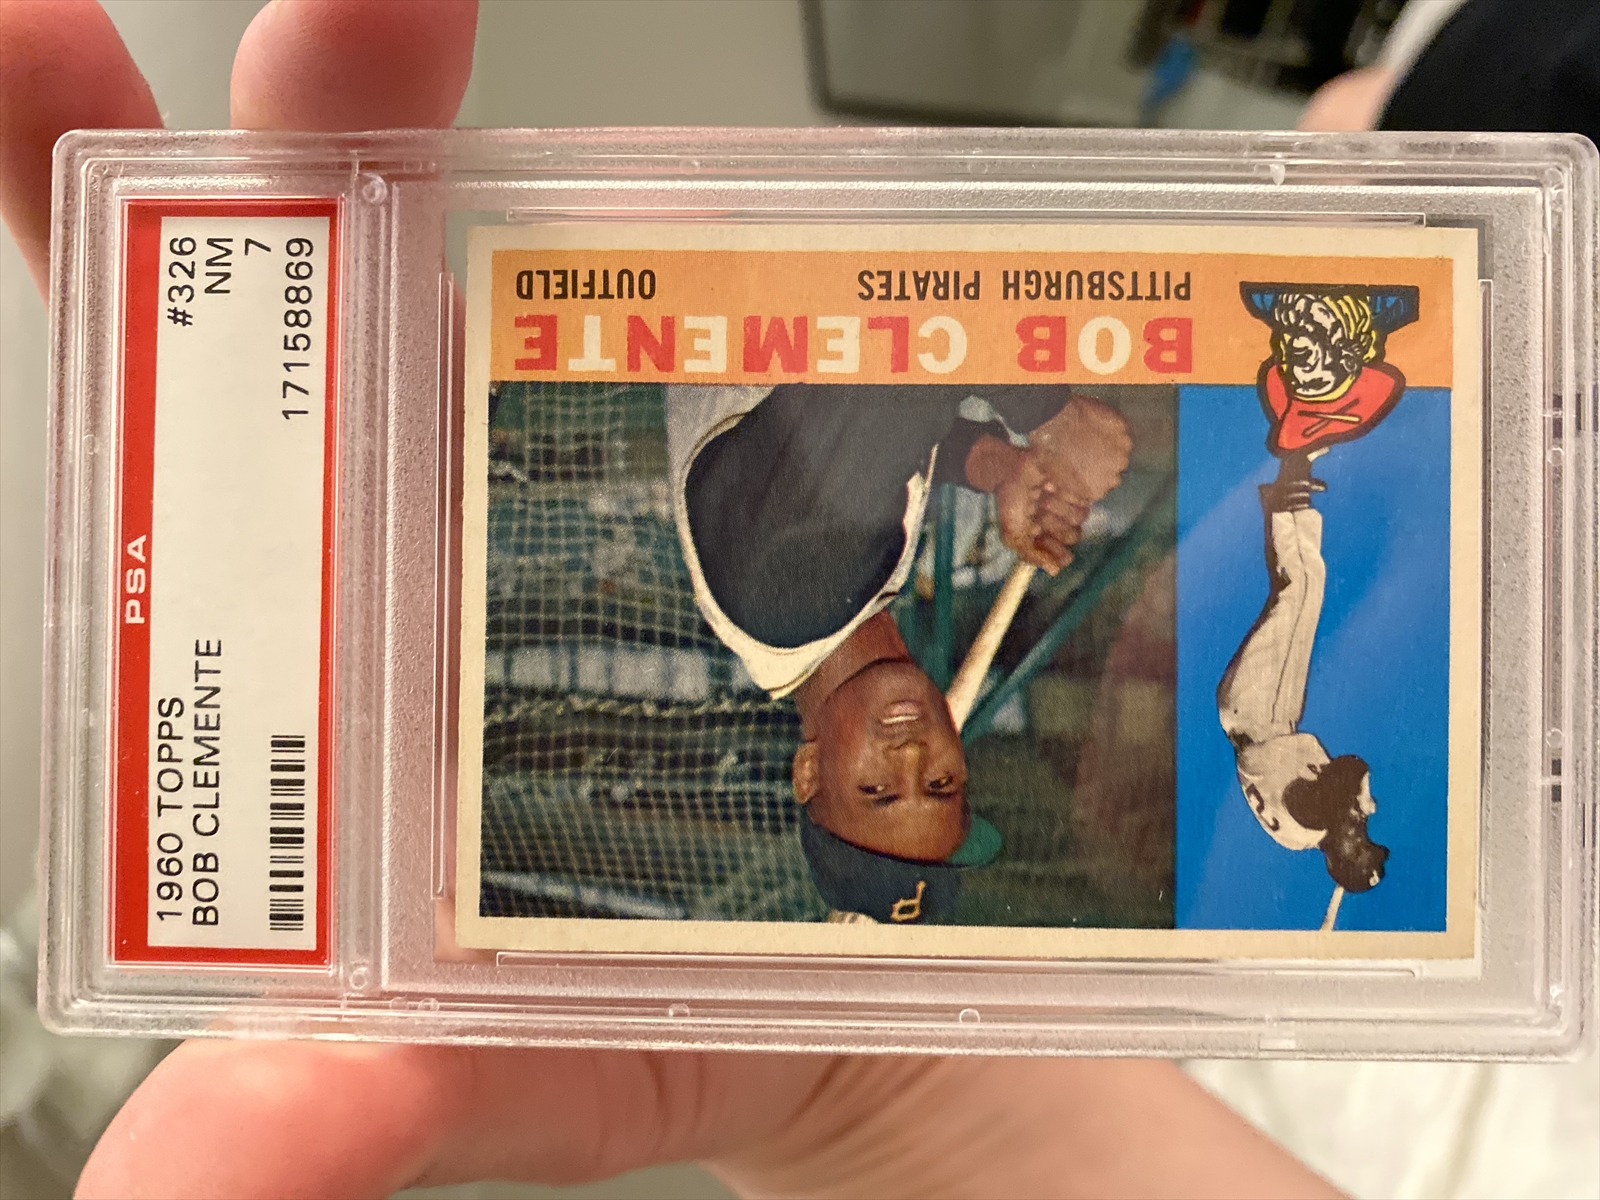 1960 TOPPS #326
BOB CLEMENTE NM
7
PSA 17158869
BOB CLEMENTE
PITTSBURGH PIRATES OUTFIELD
P